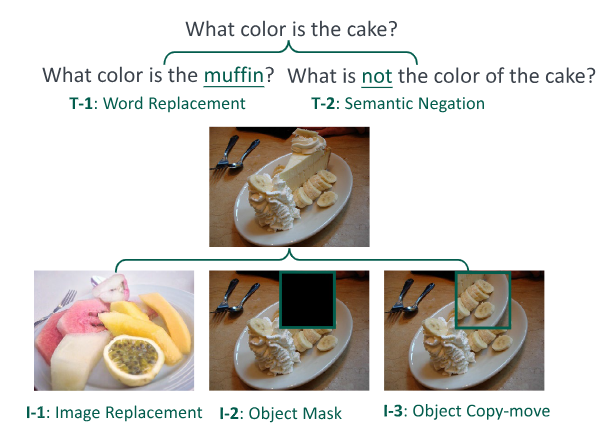 What color is the cake?
What color is the muffin? What is not the color of the cake?
T-1: Word Replacement T-2: Semantic Negation
I-1: Image Replacement I-2: Object Mask I-3: Object Copy-move